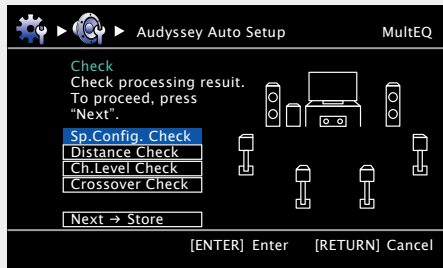 Audyssey Auto Setup MultEQ
Check
Check processing resuit.
To proceed, press
“Next”.
Sp.Config. Check
Distance Check
Ch.Level Check
Crossover Check
Next → Store
[ENTER] Enter [RETURN] Cancel